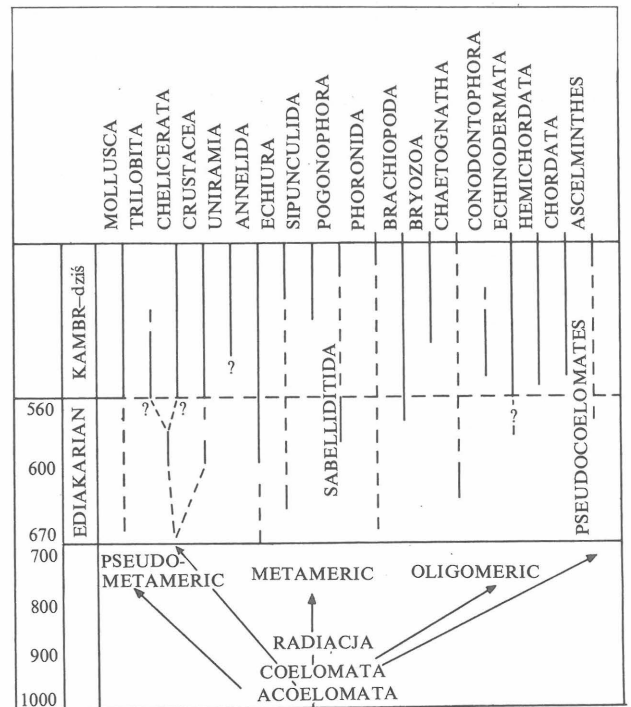 MOLLUSCA
TRILOBITA
CHELICERATA
CRUSTACEA
UNIRAMIA
ANNELIDA
ECHIURA
SIPUNCULIDA
POGONOPHORA
PHORONIDA
BRACHIOPODA
BRYOZOA
CHAETOGNATHA
CONODONTOPHORA
ECHINODERMATA
HEMICHORDATA
CHORDATA
ASCELMINTHES
KAMBR–dziś
?
SABELLIDITIDA
PSEUDOCOELOMATES
560
? ?
?
EDIAKARIAN
600
670
700
PSEUDO-
METAMERIC
METAMERIC
OLIGOMERIC
800
RADIACJA
900
COELOMATA
ACOELOMATA
1000